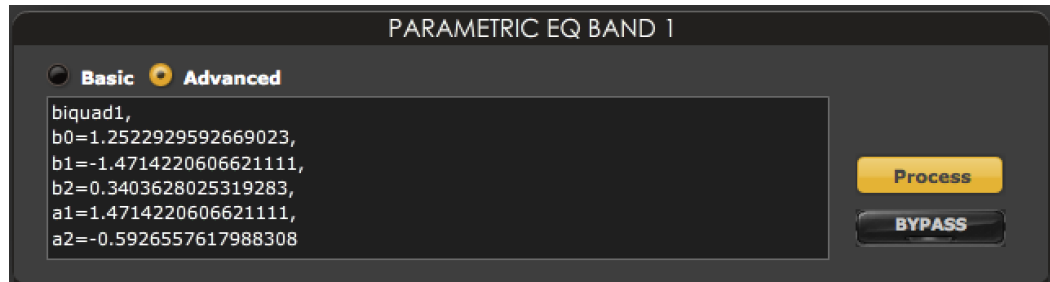 PARAMETRIC EQ BAND 1
Basic Advanced
biquad1,
b0=1.2522929592669023,
b1=-1.4714220606621111,
b2=0.3403628025319283,
a1=1.4714220606621111,
a2=-0.5926557617988308
Process
BYPASS